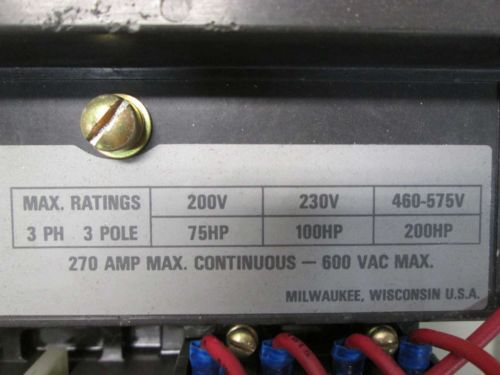 MAX. RATINGS 200V 230V 460-575V
3 PH 3 POLE 75HP 100HP 200HP
270 AMP MAX. CONTINUOUS — 600 VAC MAX.
MILWAUKEE, WISCONSIN U.S.A.